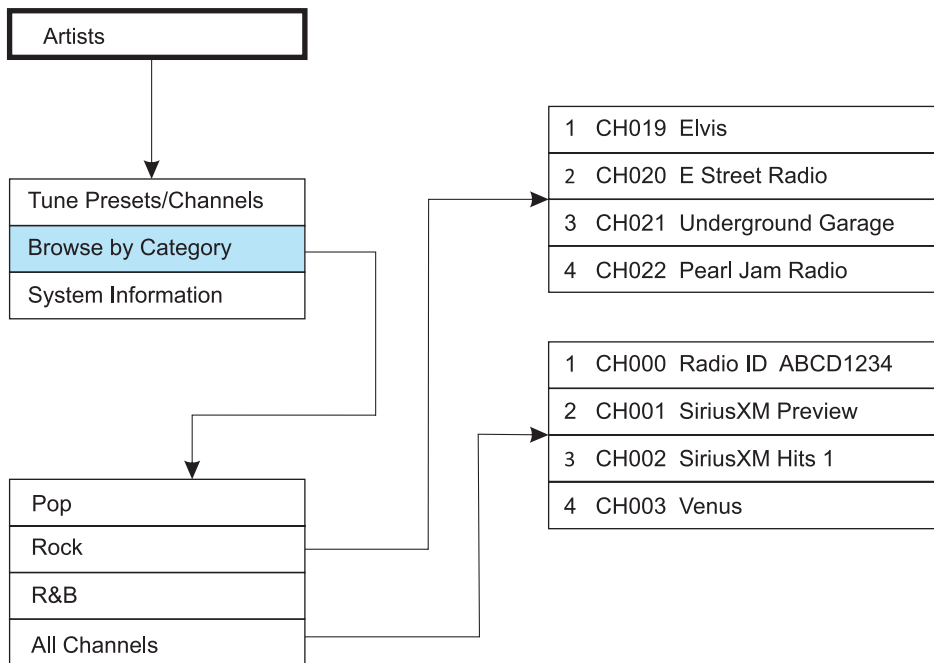 Artists
Tune Presets/Channels
Browse by Category
System Information
Pop
Rock
R&B
All Channels
1 CH019 Elvis
2 CH020 E Street Radio
3 CH021 Underground Garage
4 CH022 Pearl Jam Radio
1 CH000 Radio ID ABCD1234
2 CH001 SiriusXM Preview
3 CH002 SiriusXM Hits 1
4 CH003 Venus